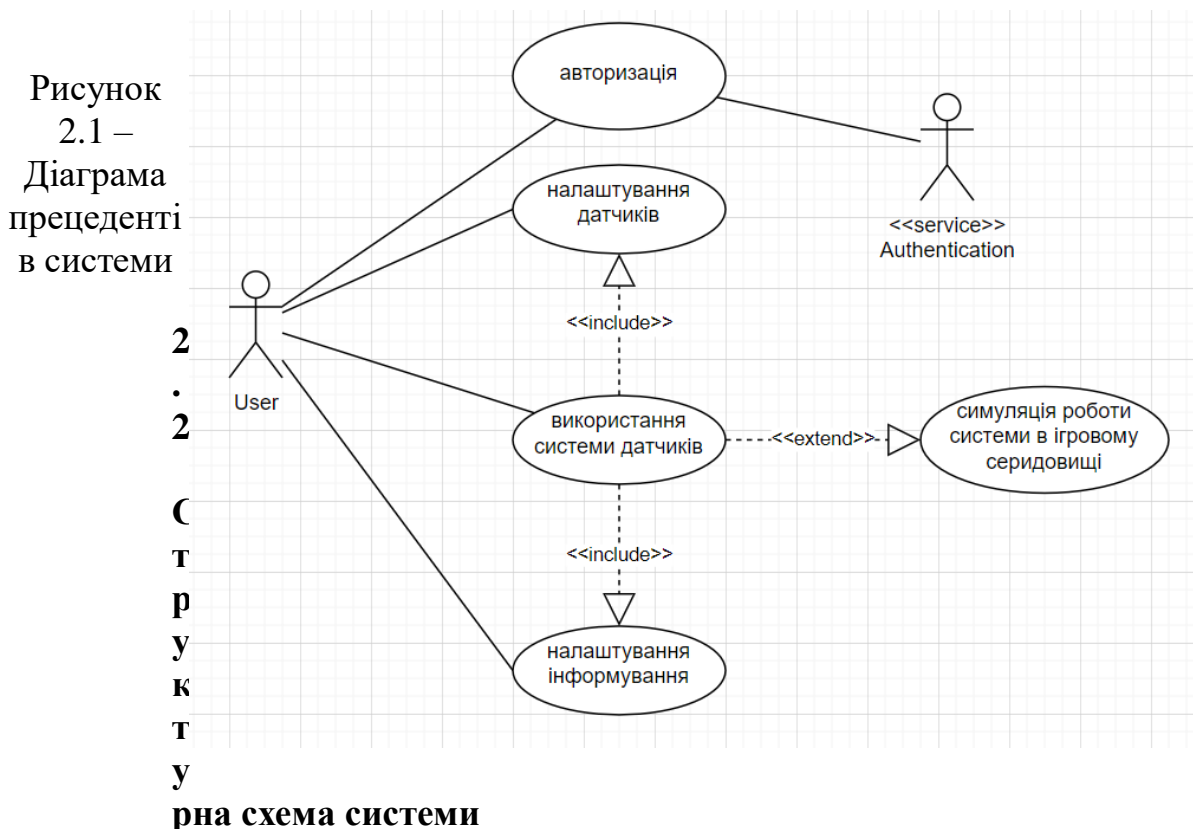 Рисунок
2.1 –
Діаграма
прецеденті
в системи
авторизація
налаштування
датчиків
<<service>>
Authentication
<<include>>
User
використання
системи датчиків
<<extend>>
симуляція роботи
системи в ігровому
серидовищі
<<include>>
налаштування
інформування
2
.
2
С
т
р
у
к
т
у
рна схема системи